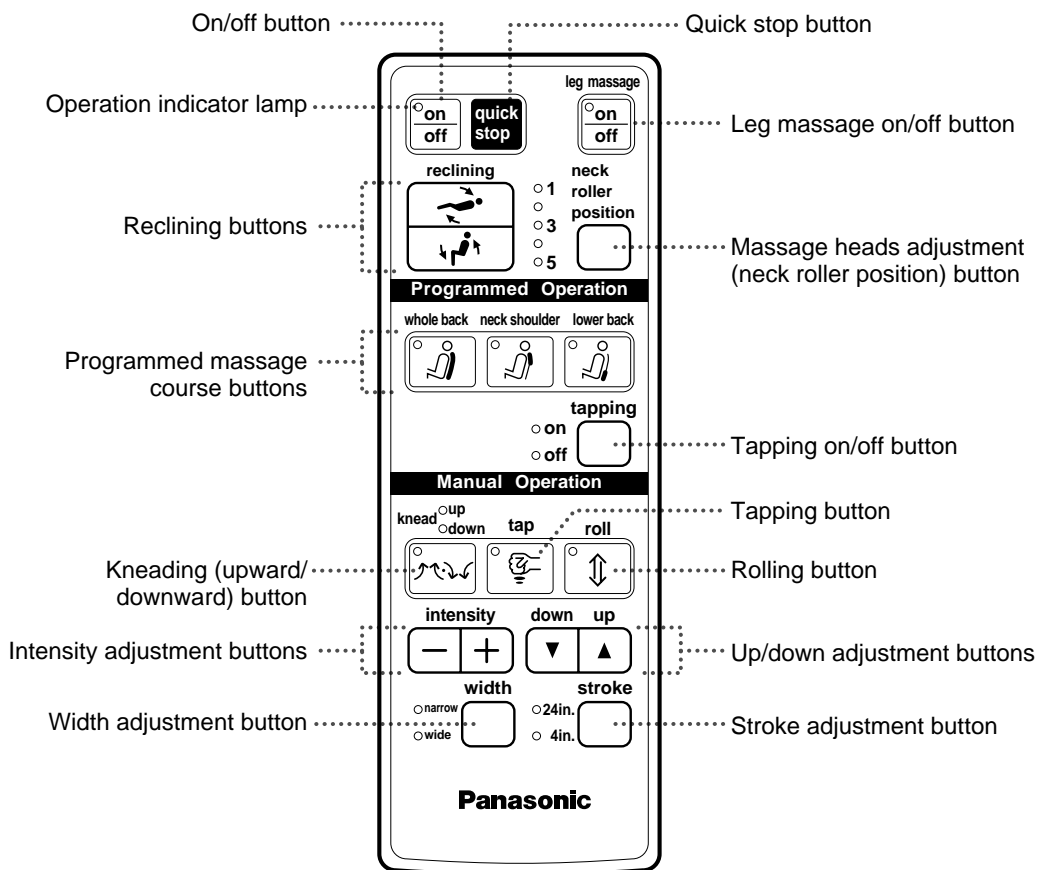 On/off button
Quick stop button
leg massage
Operation indicator lamp
on
off
quick
stop
on
off
Leg massage on/off button
reclining
neck
roller
position
1
3
5
Reclining buttons
Massage heads adjustment
(neck roller position) button
Programmed Operation
whole back neck shoulder lower back
Programmed massage
course buttons
tapping
on
off
Tapping on/off button
Manual Operation
Tapping button
knead
up
down
tap
roll
Kneading (upward/
downward) button
Rolling button
intensity
down up
Intensity adjustment buttons
Up/down adjustment buttons
width
stroke
narrow
wide
24in.
4in.
Width adjustment button
Stroke adjustment button
Panasonic